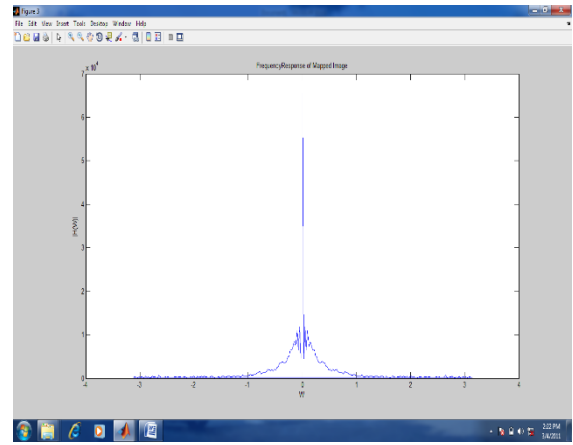 Figure 3
File Edit View Insert Tools Desktop Window Help
x 10^4
FrequencyResponse of Mapped Image
7
6
5
4
3
2
1
0
|H(W)|
-4 -3 -2 -1 0 1 2 3 4
W
2:22 PM